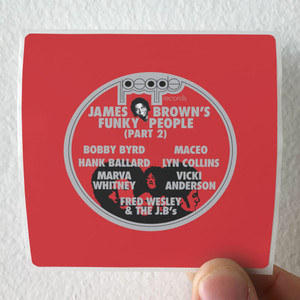 people
records
JAMES BROWN'S
FUNKY PEOPLE
(PART 2)
BOBBY BYRD MACEO
HANK BALLARD LYN COLLINS
MARVA WHITNEY VICKI ANDERSON
FRED WESLEY
& THE J.B's